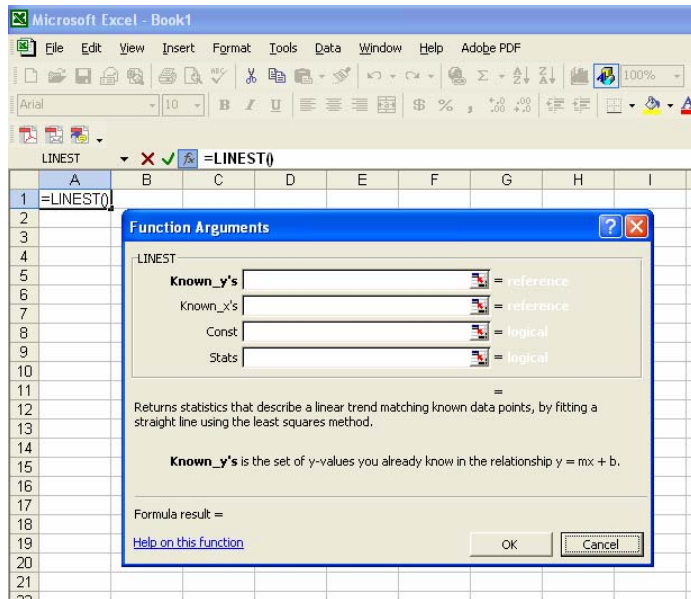 Microsoft Excel - Book1
File Edit View Insert Format Tools Data Window Help Adobe PDF
100%
Arial 10 B I U $ % ,
LINEST =LINEST()
A B C D E F G H I
1 =LINEST()
2
3
4
5
6
7
8
9
10
11
12
13
14
15
16
17
18
19
20
21
22
Function Arguments
LINEST
Known_y's = reference
Known_x's = reference
Const = logical
Stats = logical
=
Returns statistics that describe a linear trend matching known data points, by fitting a
straight line using the least squares method.
Known_y's is the set of y-values you already know in the relationship y = mx + b.
Formula result =
Help on this function OK Cancel